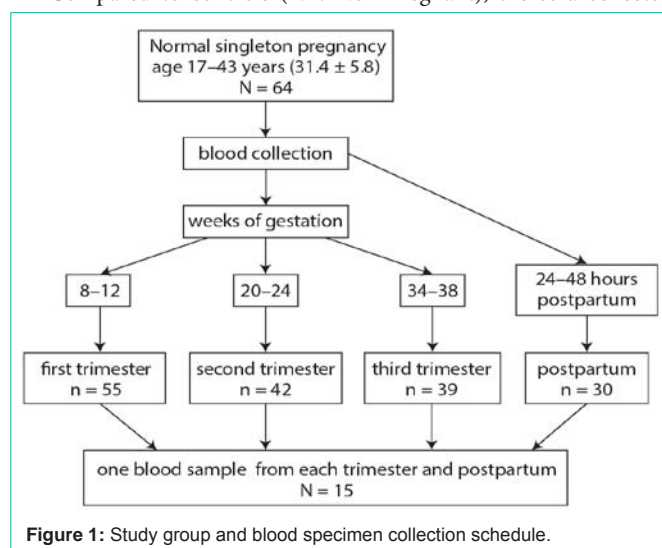 Compared to
Normal singleton pregnancy
age 17–43 years (31.4 ± 5.8)
N = 64
blood collection
weeks of gestation
8–12
20–24
34–38
24–48 hours
postpartum
first trimester
n = 55
second trimester
n = 42
third trimester
n = 39
postpartum
n = 30
one blood sample from each trimester and postpartum
N = 15
Figure 1: Study group and blood specimen collection schedule.